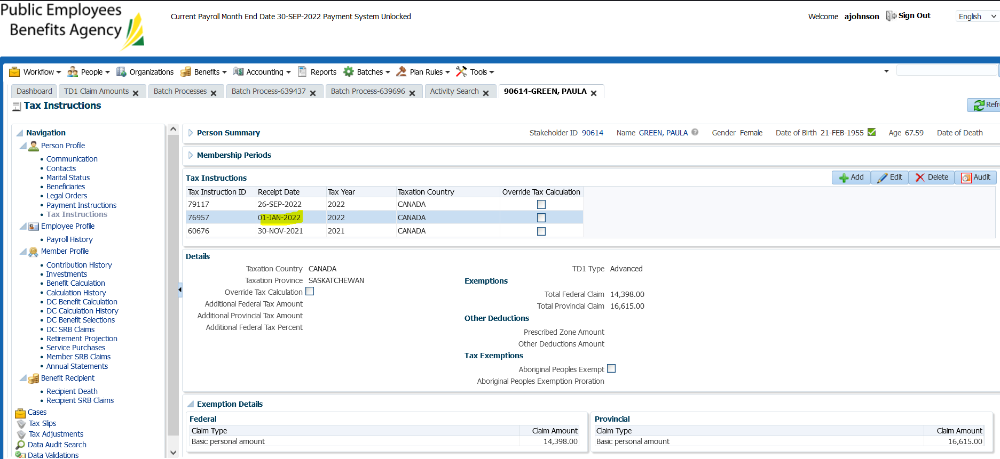 Public Employees
Benefits Agency
Current Payroll Month End Date 30-SEP-2022 Payment System Unlocked
Welcome ajohnson Sign Out English
Workflow People Organizations Benefits Accounting Reports Batches Plan Rules Tools
Dashboard TD1 Claim Amounts Batch Processes Batch Process-639437 Batch Process-639696 Activity Search 90614-GREEN, PAULA
Tax Instructions
Refr
Navigation
Person Profile
Communication
Contacts
Marital Status
Beneficiaries
Legal Orders
Payment Instructions
Tax Instructions
Employee Profile
Payroll History
Member Profile
Contribution History
Investments
Benefit Calculation
Calculation History
DC Benefit Calculation
DC Calculation History
DC Benefit Selections
DC SRB Claims
Retirement Projection
Service Purchases
Member SRB Claims
Annual Statements
Benefit Recipient
Recipient Death
Recipient SRB Claims
Cases
Tax Slips
Tax Adjustments
Data Audit Search
Data Validations
Person Summary Stakeholder ID 90614 Name GREEN, PAULA Gender Female Date of Birth 21-FEB-1955 Age 67.59 Date of Death
Membership Periods
Tax Instructions Add Edit Delete Audit
Tax Instruction ID Receipt Date Tax Year Taxation Country Override Tax Calculation
79117 26-SEP-2022 2022 CANADA
76957 01-JAN-2022 2022 CANADA
60676 30-NOV-2021 2021 CANADA
Details
Taxation Country CANADA
Taxation Province SASKATCHEWAN
Override Tax Calculation
Additional Federal Tax Amount
Additional Provincial Tax Amount
Additional Federal Tax Percent
TD1 Type Advanced
Exemptions
Total Federal Claim 14,398.00
Total Provincial Claim 16,615.00
Other Deductions
Prescribed Zone Amount
Other Deductions Amount
Tax Exemptions
Aboriginal Peoples Exempt
Aboriginal Peoples Exemption Proration
Exemption Details
Federal
Claim Type Claim Amount
Basic personal amount 14,398.00
Provincial
Claim Type Claim Amount
Basic personal amount 16,615.00